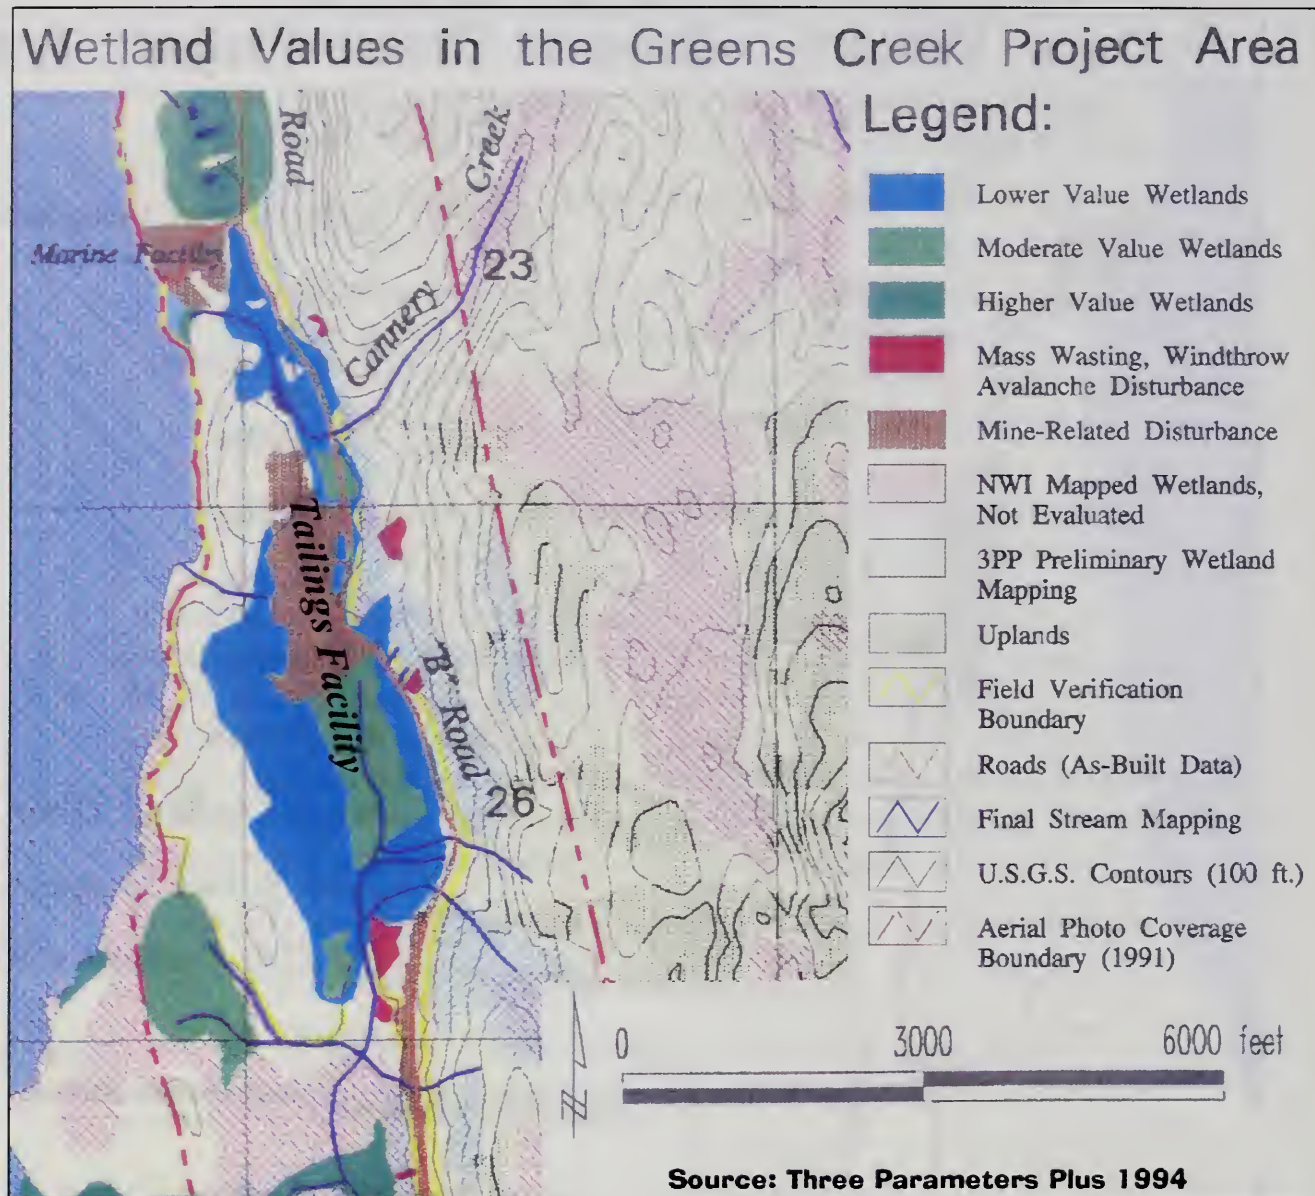 Wetland Values in the Greens Creek Project Area
Legend:
Lower Value Wetlands
Moderate Value Wetlands
Higher Value Wetlands
Mass Wasting, Windthrow
Avalanche Disturbance
Mine-Related Disturbance
NWI Mapped Wetlands,
Not Evaluated
3PP Preliminary Wetland
Mapping
Uplands
Field Verification
Boundary
Roads (As-Built Data)
Final Stream Mapping
U.S.G.S. Contours (100 ft.)
Aerial Photo Coverage
Boundary (1991)
Road
Cannery Creek
23
Marine Facility
Tailings Facility
"B" Road
26
N
0 3000 6000 feet
Source: Three Parameters Plus 1994